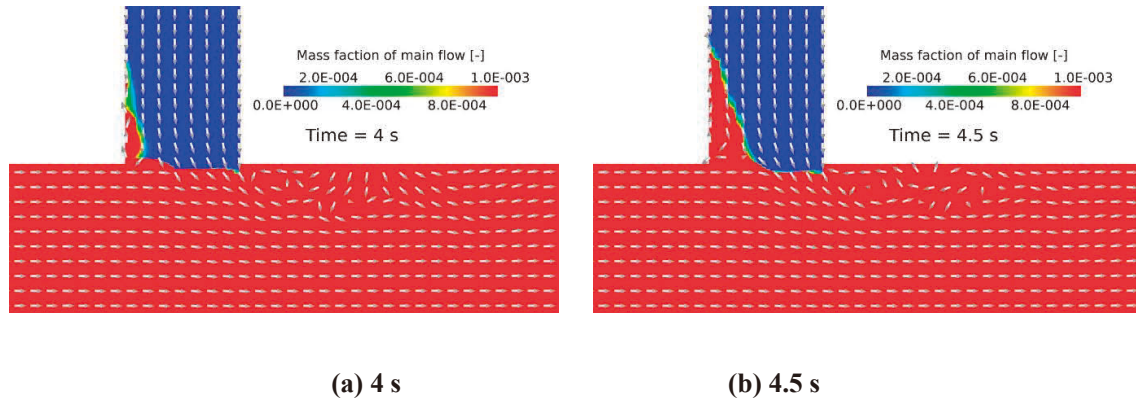 Mass faction of main flow [-]
2.0E-004 6.0E-004 1.0E-003
0.0E+000 4.0E-004 8.0E-004
Time = 4 s
Mass faction of main flow [-]
2.0E-004 6.0E-004 1.0E-003
0.0E+000 4.0E-004 8.0E-004
Time = 4.5 s
(a) 4 s
(b) 4.5 s